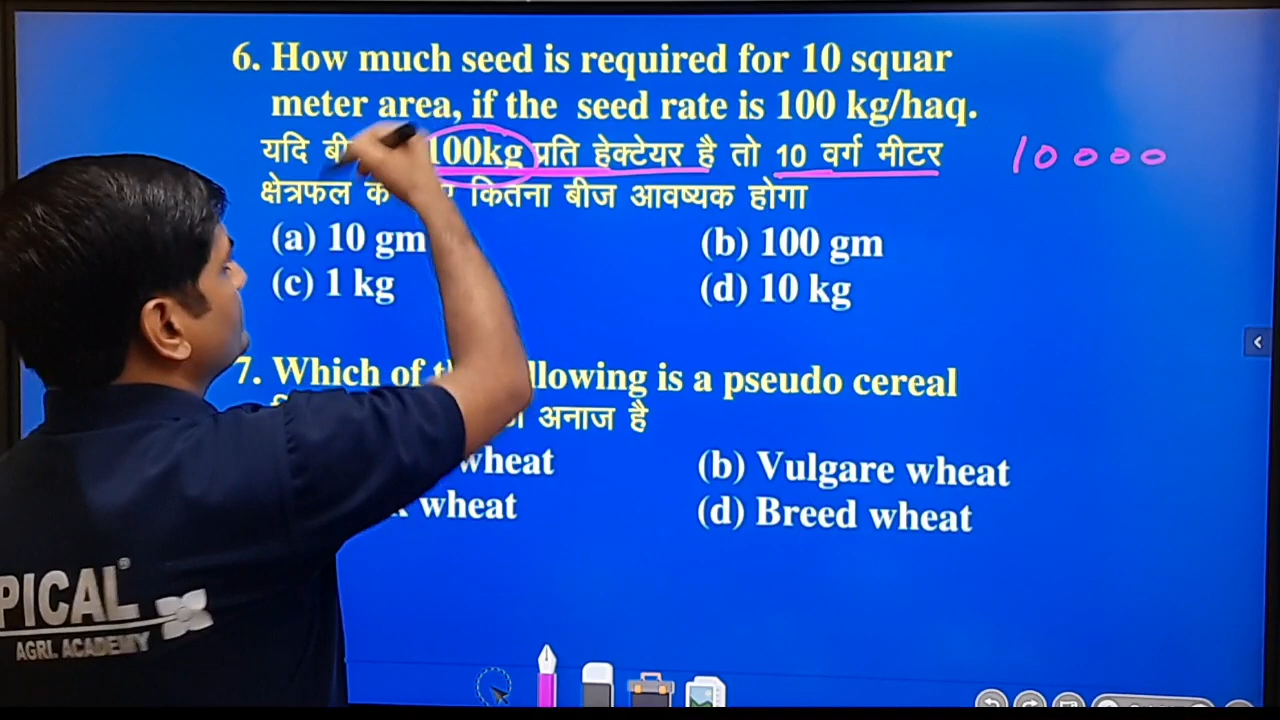 6. How much seed is required for 10 squar
meter area, if the seed rate is 100 kg/haq.
यदि 100kg प्रति हेक्टेयर है तो 10 वर्ग मीटर
10000
क्षेत्रफल कितना बीज आवष्यक होगा
(a) 10 gm
(b) 100 gm
(c) 1 kg
(d) 10 kg
7. Which of is a pseudo cereal
अनाज है
wheat
(b) Vulgare wheat
wheat
(d) Breed wheat
PICAL®
AGRI. ACADEMY